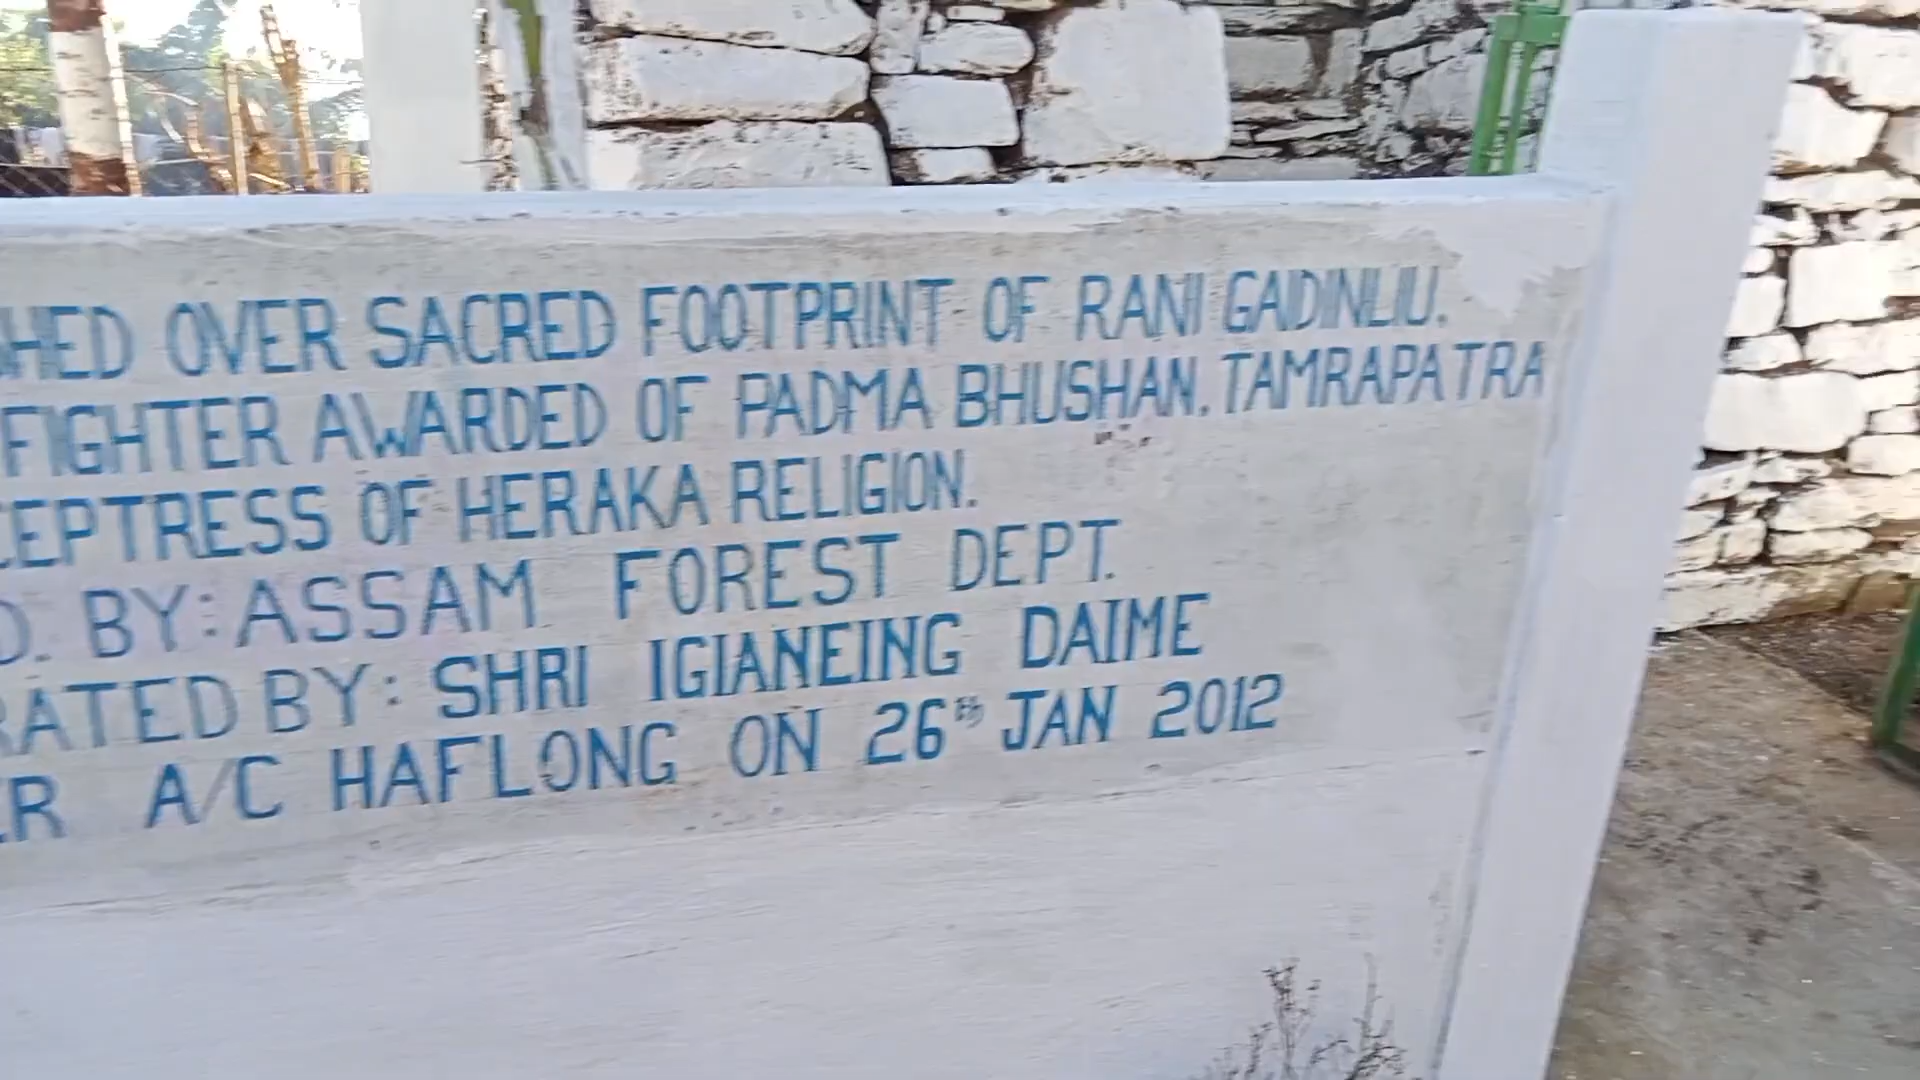 HED OVER SACRED FOOTPRINT OF RANI GAIDINLIU.
FIGHTER AWARDED OF PADMA BHUSHAN. TAMRAPATRA
CEPTRESS OF HERAKA RELIGION.
D. BY: ASSAM FOREST DEPT.
RATED BY: SHRI IGIANEING DAIME
ER A/C HAFLONG ON 26th JAN 2012